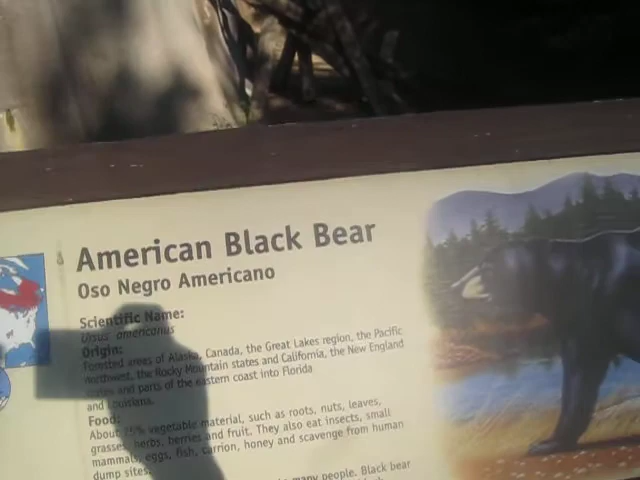 American Black Bear
Oso Negro Americano
Scientific Name:
Ursus americanus
Origin:
Forested areas of Alaska, Canada, the Great Lakes region, the Pacific
northwest, the Rocky Mountain states and California, the New England
states and parts of the eastern coast into Florida
and Louisiana.
Food:
About 75% vegetable material, such as roots, nuts, leaves,
grasses, herbs, berries and fruit. They also eat insects, small
mammals, eggs, fish, carrion, honey and scavenge from human
dump sites.
many people. Black bear